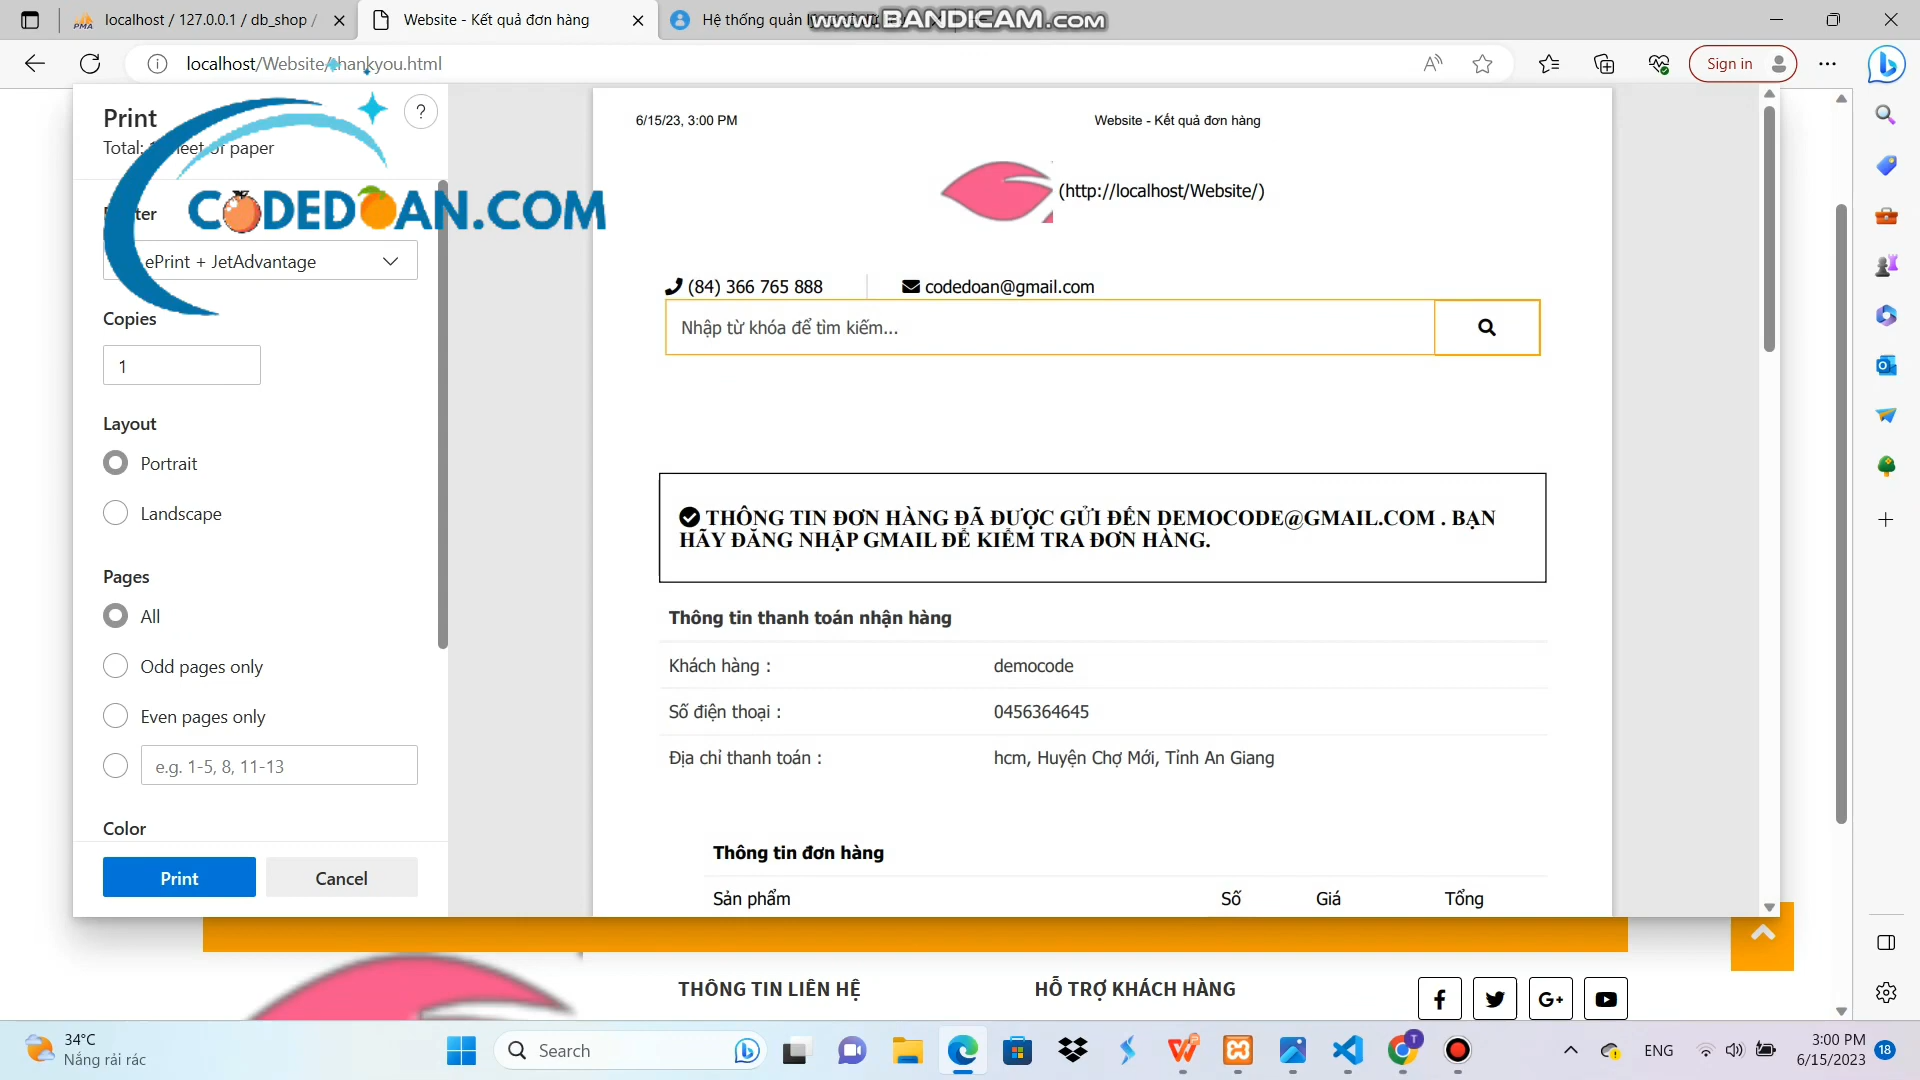 localhost / 127.0.0.1 / db_shop /
Website - Kết quả đơn hàng
Hệ thống quản
www.BANDICAM.com
localhost/Website/thankyou.html
Sign in
Print
Total:
of paper
CODEDOAN.COM
ePrint + JetAdvantage
Copies
1
Layout
Portrait
Landscape
Pages
All
Odd pages only
Even pages only
e.g. 1-5, 8, 11-13
Color
Print
Cancel
6/15/23, 3:00 PM
Website - Kết quả đơn hàng
(http://localhost/Website/)
(84) 366 765 888
codedoan@gmail.com
Nhập từ khóa để tìm kiếm...
THÔNG TIN ĐƠN HÀNG ĐÃ ĐƯỢC GỬI ĐẾN DEMOCODE@GMAIL.COM . BẠN
HÃY ĐĂNG NHẬP GMAIL ĐỂ KIỂM TRA ĐƠN HÀNG.
Thông tin thanh toán nhận hàng
Khách hàng :
democode
Số điện thoại :
0456364645
Địa chỉ thanh toán :
hcm, Huyện Chợ Mới, Tỉnh An Giang
Thông tin đơn hàng
Sản phẩm
Số
Giá
Tổng
THÔNG TIN LIÊN HỆ
HỖ TRỢ KHÁCH HÀNG
34°C
Nắng rải rác
Search
ENG
3:00 PM
6/15/2023
18